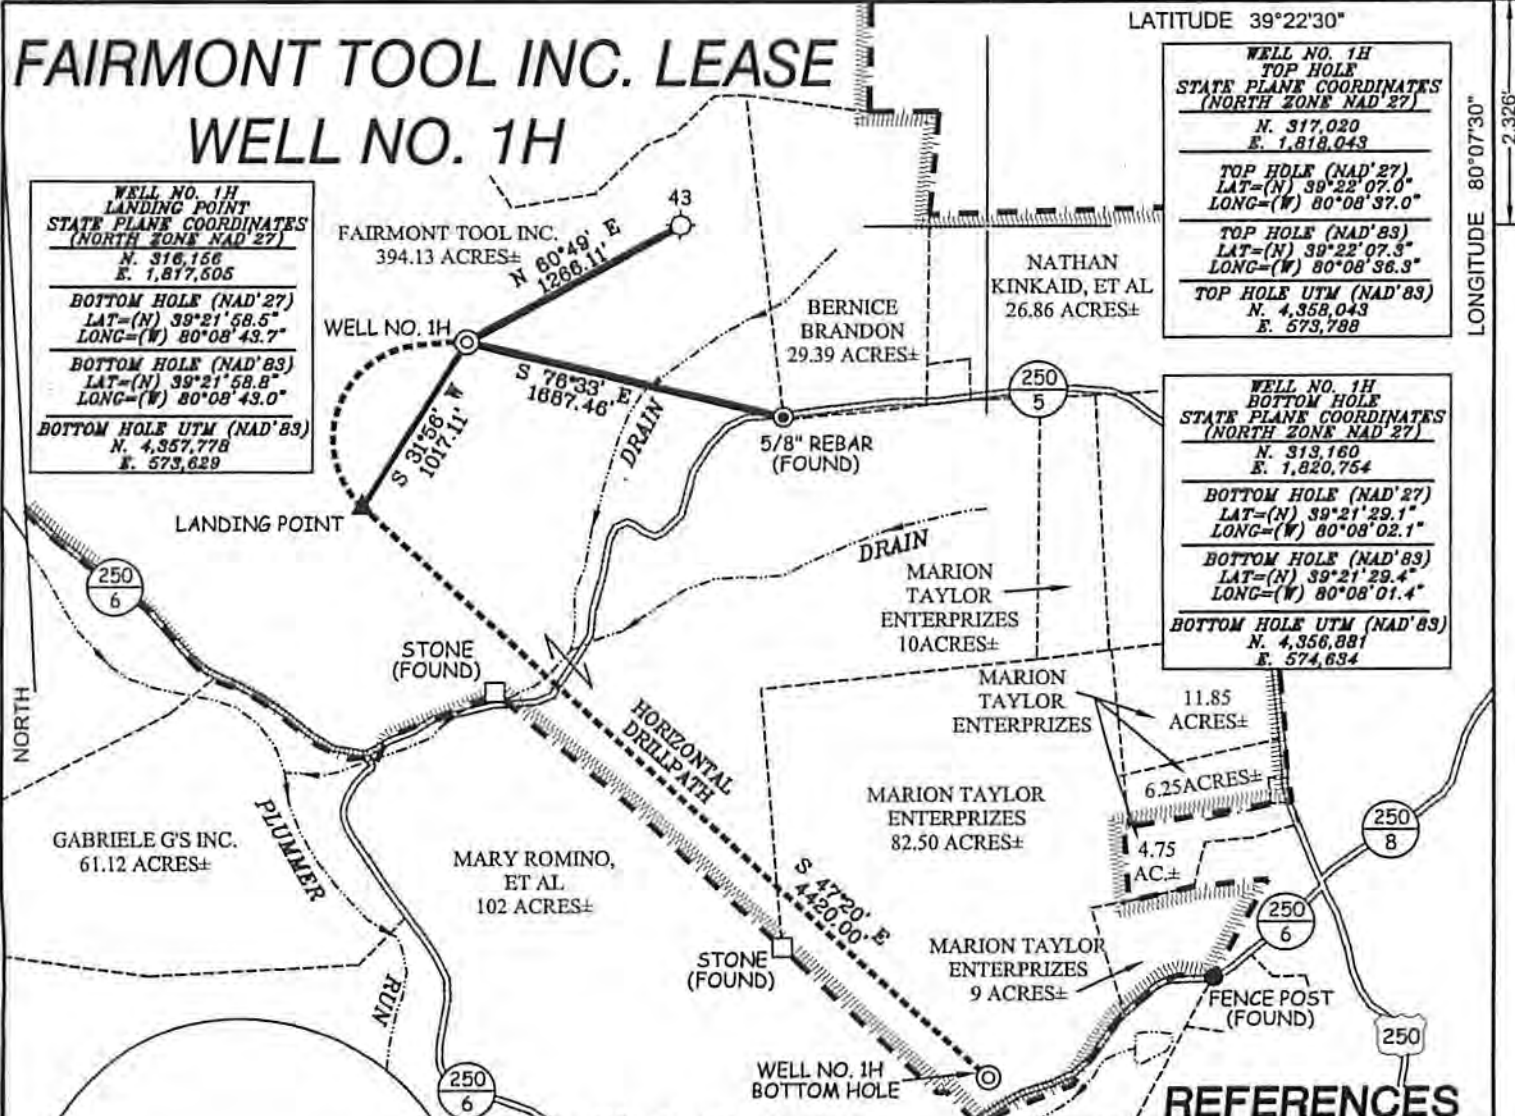 FAIRMONT TOOL INC. LEASE
WELL NO. 1H
LATITUDE 39°22'30"
LONGITUDE 80°07'30"
2,326'
WELL NO. 1H
LANDING POINT
STATE PLANE COORDINATES
(NORTH ZONE NAD'27)
N. 316,156
E. 1,817,505
BOTTOM HOLE (NAD'27)
LAT=(N) 39°21'58.5"
LONG=(W) 80°08'43.7"
BOTTOM HOLE (NAD'83)
LAT=(N) 39°21'58.8"
LONG=(W) 80°08'43.0"
BOTTOM HOLE UTM (NAD'83)
N. 4,357,778
E. 573,629
WELL NO. 1H
TOP HOLE
STATE PLANE COORDINATES
(NORTH ZONE NAD'27)
N. 317,020
E. 1,818,043
TOP HOLE (NAD'27)
LAT=(N) 39°22'07.0"
LONG=(W) 80°08'37.0"
TOP HOLE (NAD'83)
LAT=(N) 39°22'07.3"
LONG=(W) 80°08'36.3"
TOP HOLE UTM (NAD'83)
N. 4,358,043
E. 573,788
WELL NO. 1H
BOTTOM HOLE
STATE PLANE COORDINATES
(NORTH ZONE NAD'27)
N. 313,160
E. 1,820,754
BOTTOM HOLE (NAD'27)
LAT=(N) 39°21'29.1"
LONG=(W) 80°08'02.1"
BOTTOM HOLE (NAD'83)
LAT=(N) 39°21'29.4"
LONG=(W) 80°08'01.4"
BOTTOM HOLE UTM (NAD'83)
N. 4,356,881
E. 574,634
43
FAIRMONT TOOL INC.
394.13 ACRES±
N 60°49' E
1266.11'
WELL NO. 1H
S 76°33' E
1687.46'
S 31°56' W
1017.11'
BERNICE
BRANDON
29.39 ACRES±
NATHAN
KINKAID, ET AL
26.86 ACRES±
250
5
5/8" REBAR
(FOUND)
DRAIN
LANDING POINT
DRAIN
250
6
MARION
TAYLOR
ENTERPRIZES
10ACRES±
STONE
(FOUND)
NORTH
HORIZONTAL
DRILLPATH
MARION
TAYLOR
ENTERPRIZES
11.85
ACRES±
6.25ACRES±
4.75
AC.±
MARION TAYLOR
ENTERPRIZES
82.50 ACRES±
250
8
GABRIELE G'S INC.
61.12 ACRES±
PLUMMER
RUN
MARY ROMINO,
ET AL
102 ACRES±
S 47°20' E
4420.00'
250
6
STONE
(FOUND)
MARION TAYLOR
ENTERPRIZES
9 ACRES±
FENCE POST
(FOUND)
250
WELL NO. 1H
BOTTOM HOLE
250
6
REFERENCES